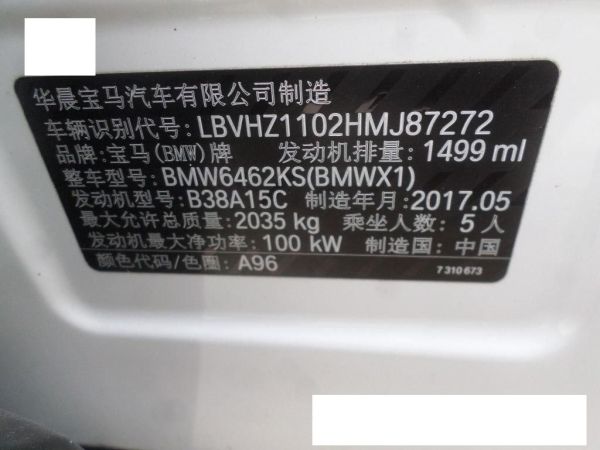 华晨宝马汽车有限公司制造
车辆识别代号: LBVHZ1102HMJ87272
品牌: 宝马(BMW)牌 发动机排量: 1499 ml
整车型号: BMW6462KS(BMWX1)
发动机型号: B38A15C 制造年月: 2017.05
最大允许总质量: 2035 kg 乘坐人数: 5 人
发动机最大净功率: 100 kW 制造国: 中国
颜色代码/色圈: A96 7 310 673